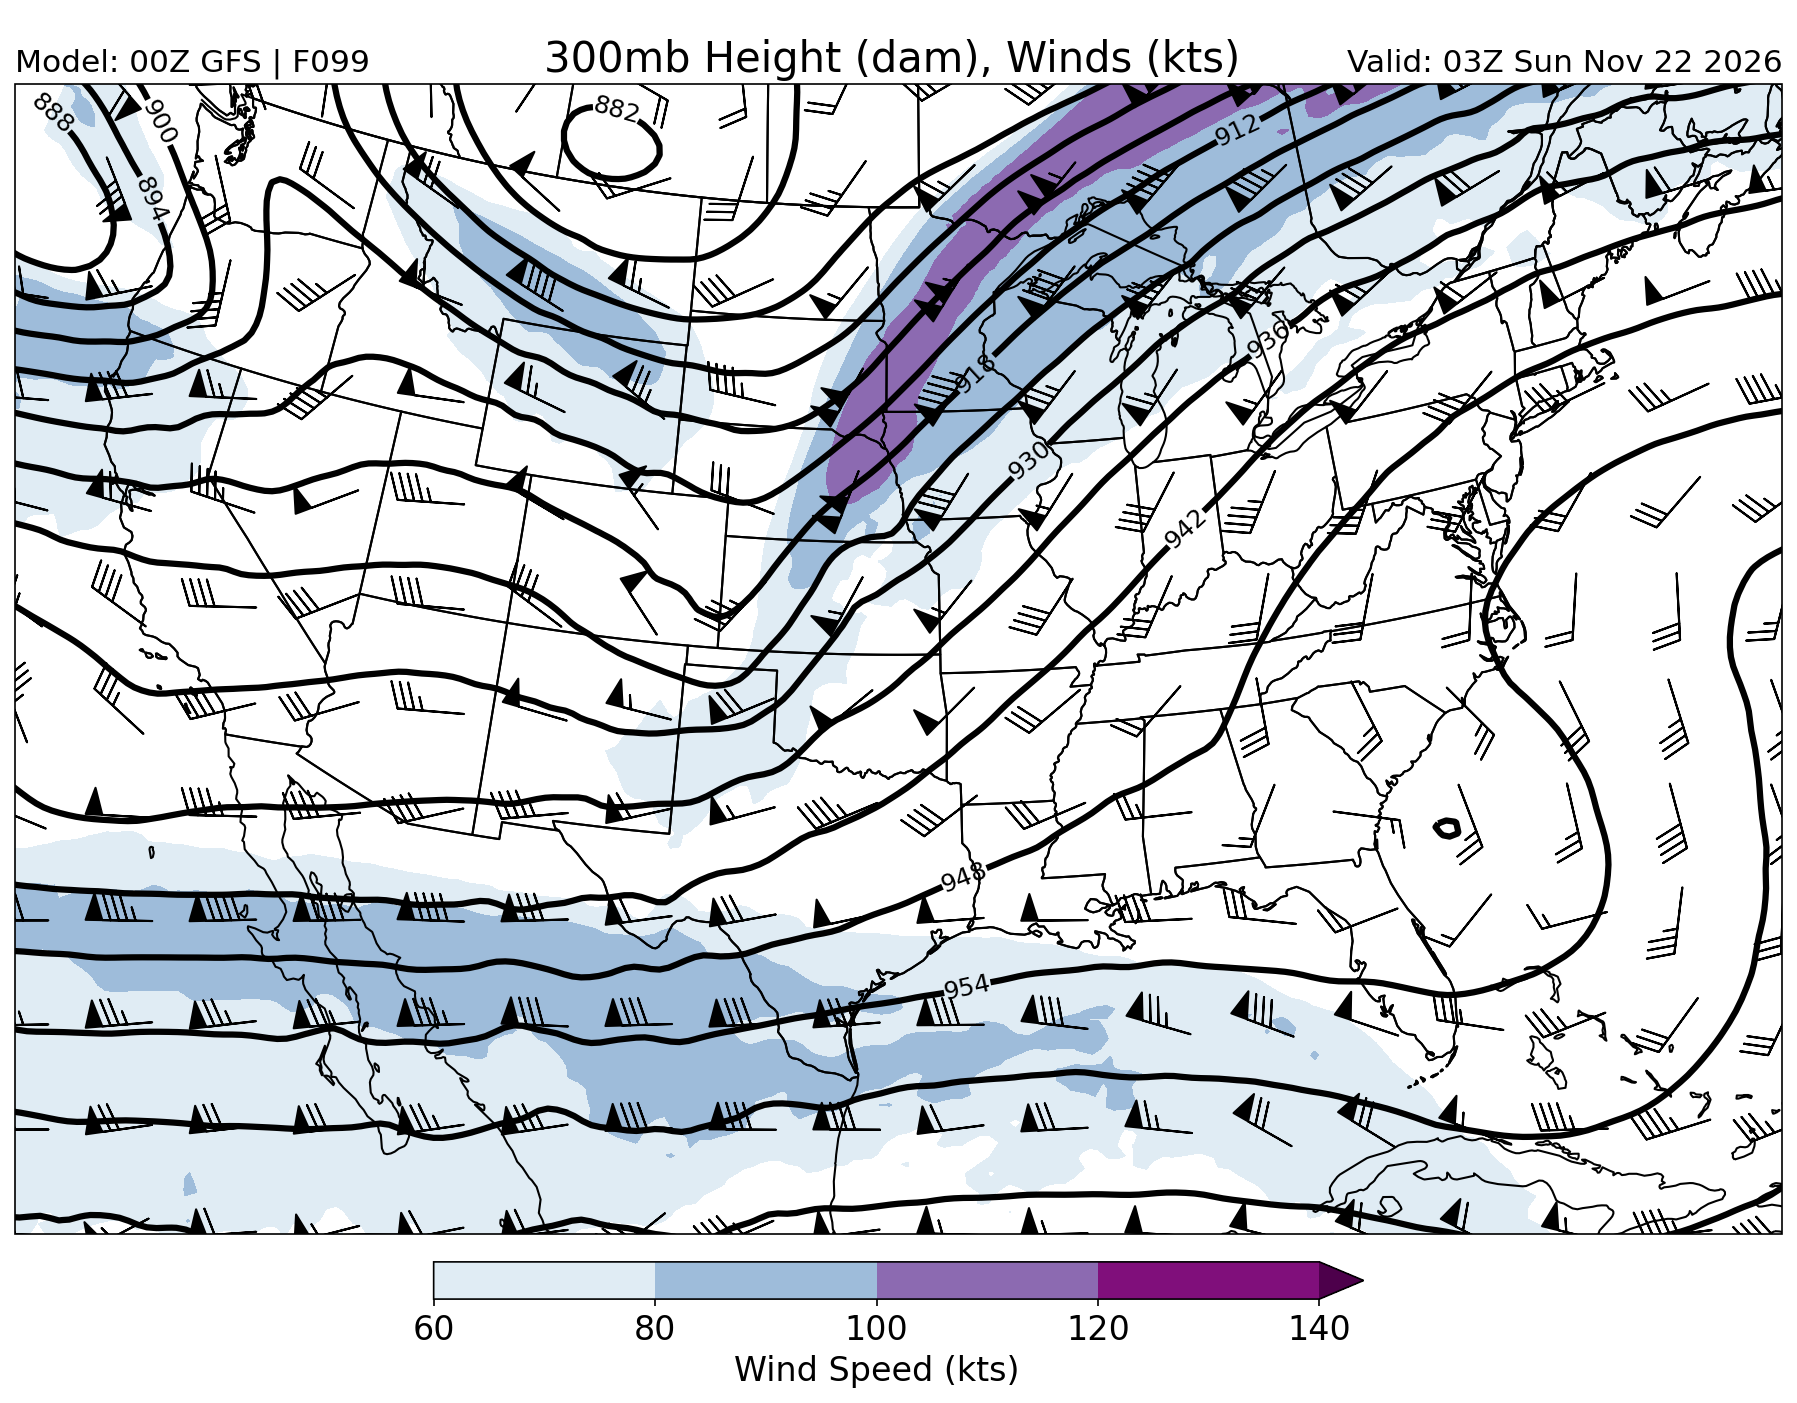 Model: 00Z GFS | F099
300mb Height (dam), Winds (kts)
Valid: 03Z Sun Nov 22 2026
888
900
882
912
894
936
918
930
942
948
954
60 80 100 120 140
Wind Speed (kts)